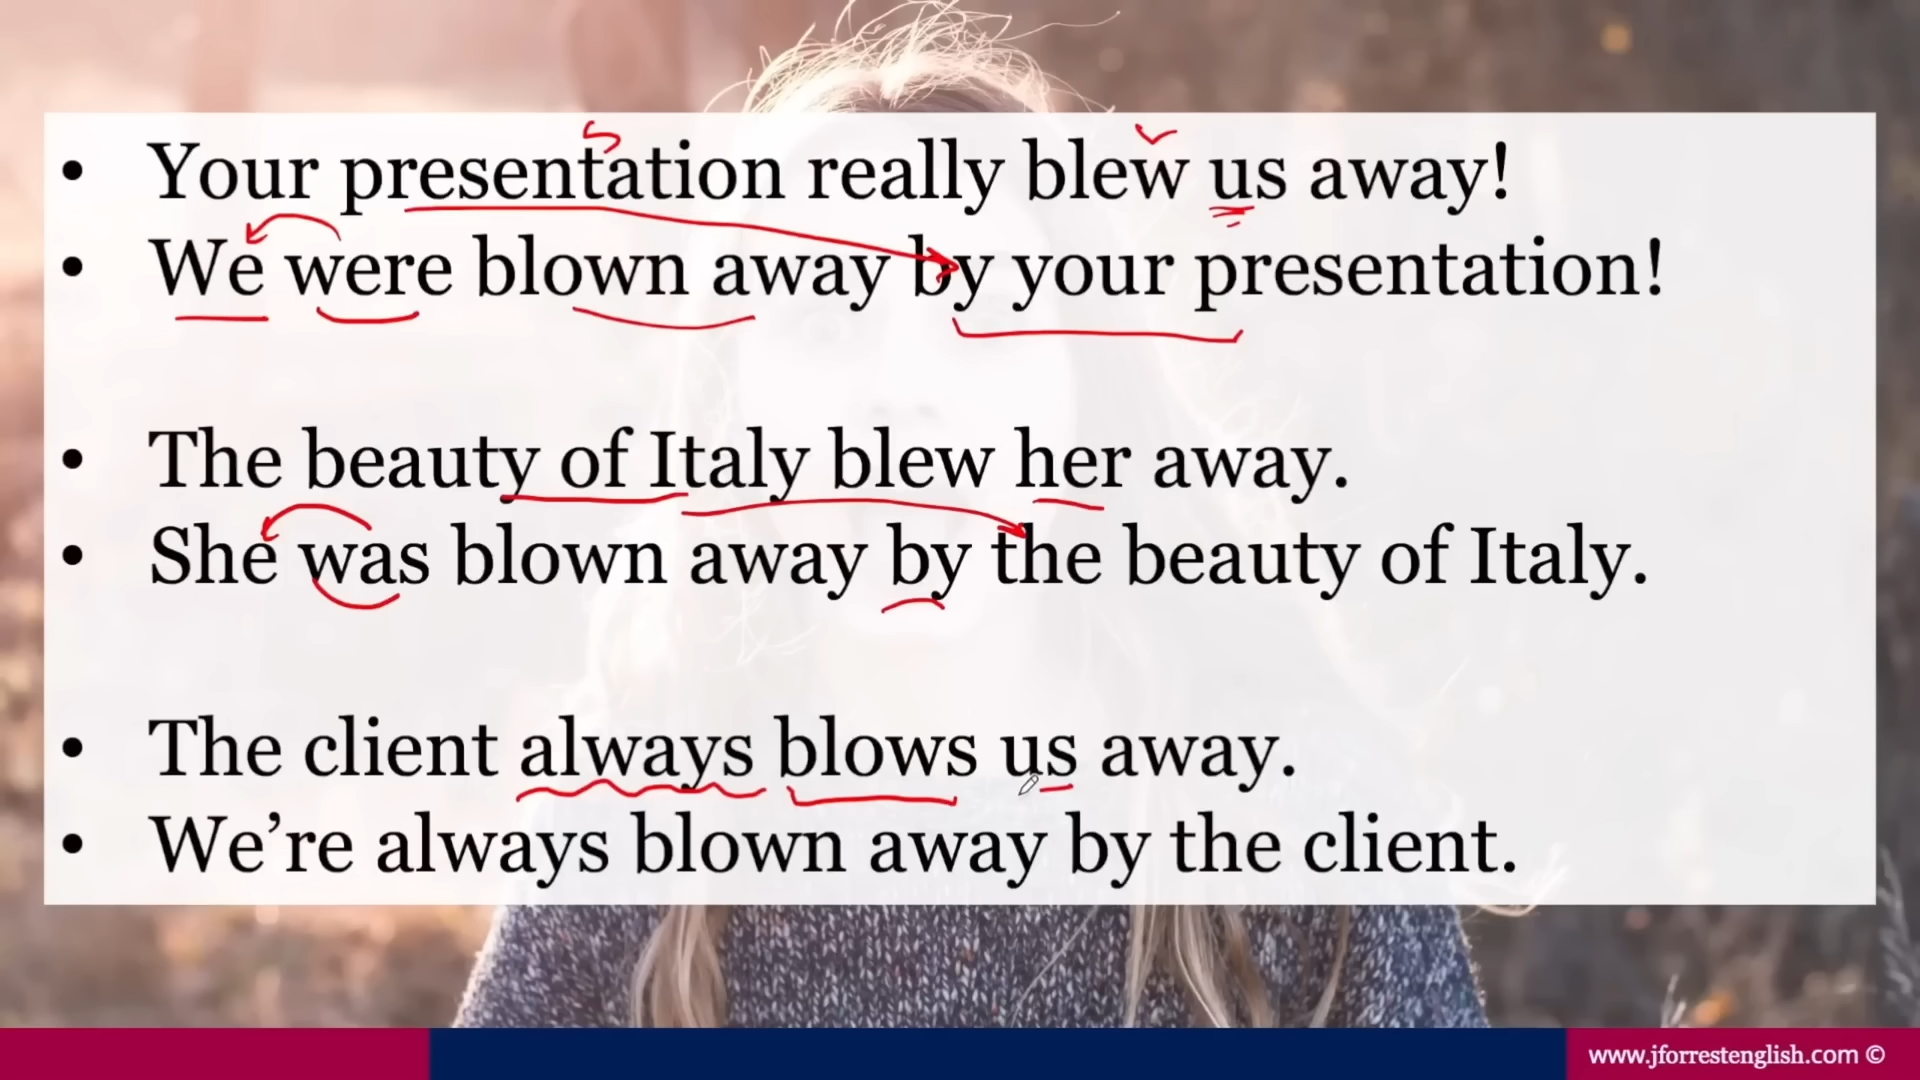 • Your presentation really blew us away!
• We were blown away by your presentation!
• The beauty of Italy blew her away.
• She was blown away by the beauty of Italy.
• The client always blows us away.
• We’re always blown away by the client.
www.jforrestenglish.com ©